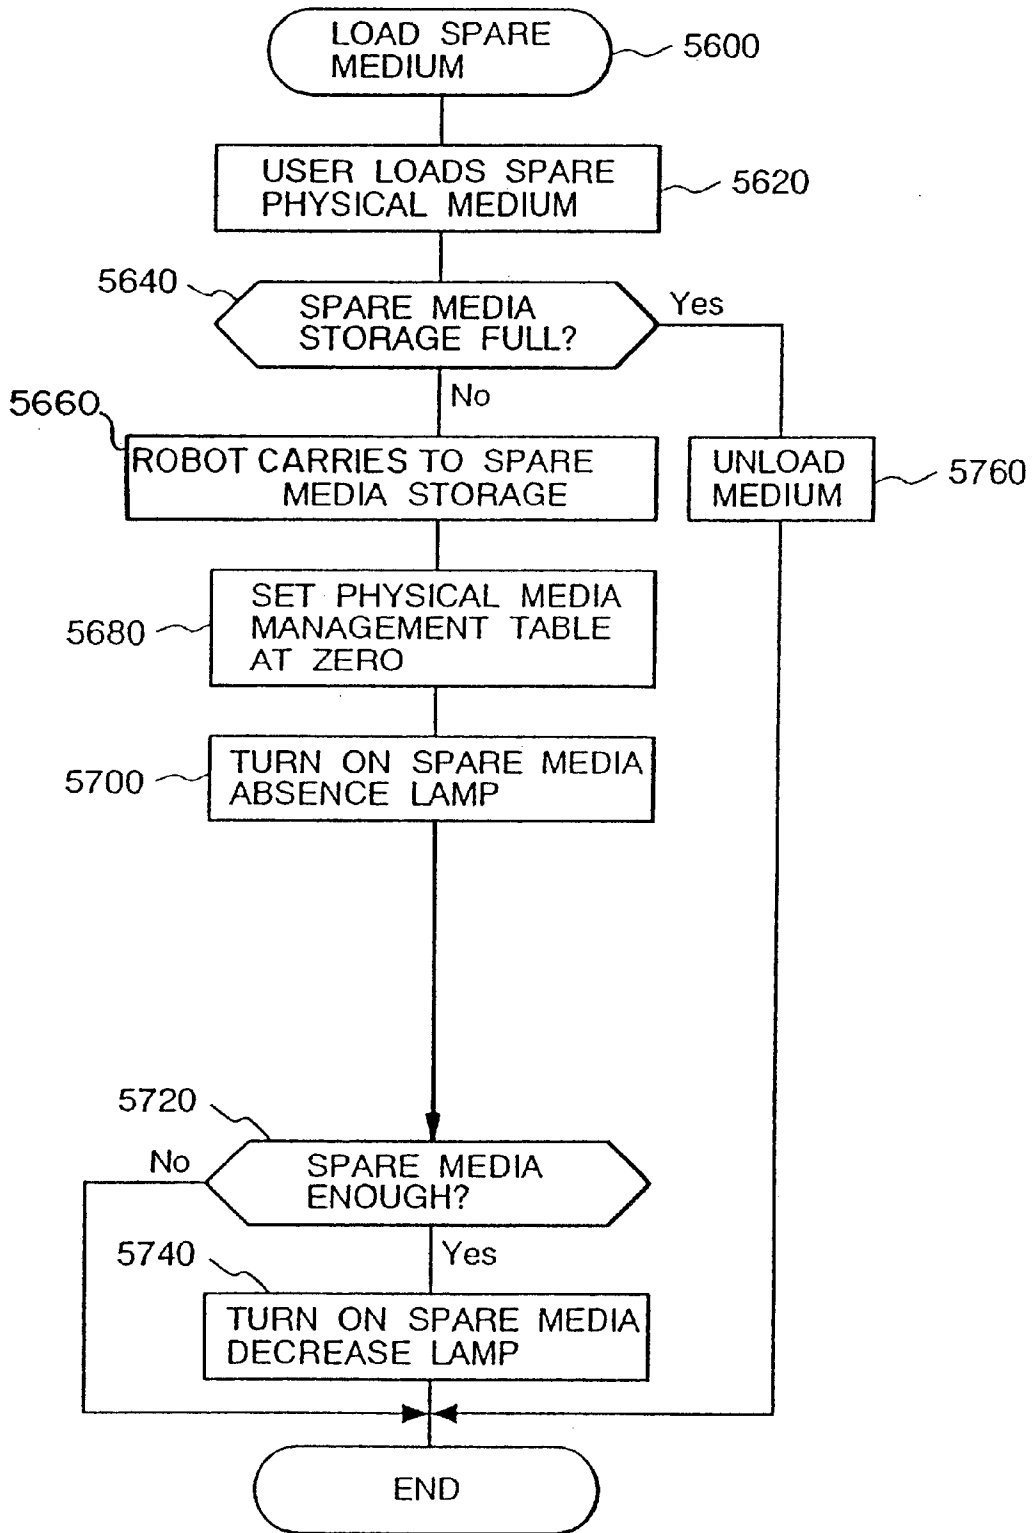 LOAD SPARE
MEDIUM
5600
USER LOADS SPARE
PHYSICAL MEDIUM
5620
5640
SPARE MEDIA
STORAGE FULL?
Yes
No
5660
ROBOT CARRIES TO SPARE
MEDIA STORAGE
UNLOAD
MEDIUM
5760
SET PHYSICAL MEDIA
MANAGEMENT TABLE
AT ZERO
5680
TURN ON SPARE MEDIA
ABSENCE LAMP
5700
5720
No
SPARE MEDIA
ENOUGH?
Yes
5740
TURN ON SPARE MEDIA
DECREASE LAMP
END